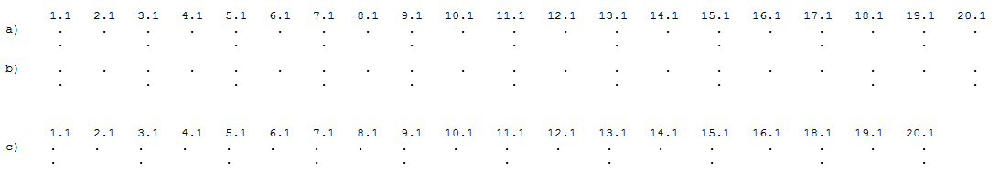 1.1 2.1 3.1 4.1 5.1 6.1 7.1 8.1 9.1 10.1 11.1 12.1 13.1 14.1 15.1 16.1 17.1 18.1 19.1 20.1
a) . . . . . . . . . . . . . . . . . . . .
. . . . . . . . . .
b) . . . . . . . . . . . . . . . . . . . .
. . . . . . . . . .
1.1 2.1 3.1 4.1 5.1 6.1 7.1 8.1 9.1 10.1 11.1 12.1 13.1 14.1 15.1 16.1 18.1 19.1 20.1
c) . . . . . . . . . . . . . . . . . . .
. . . . . . . . . .